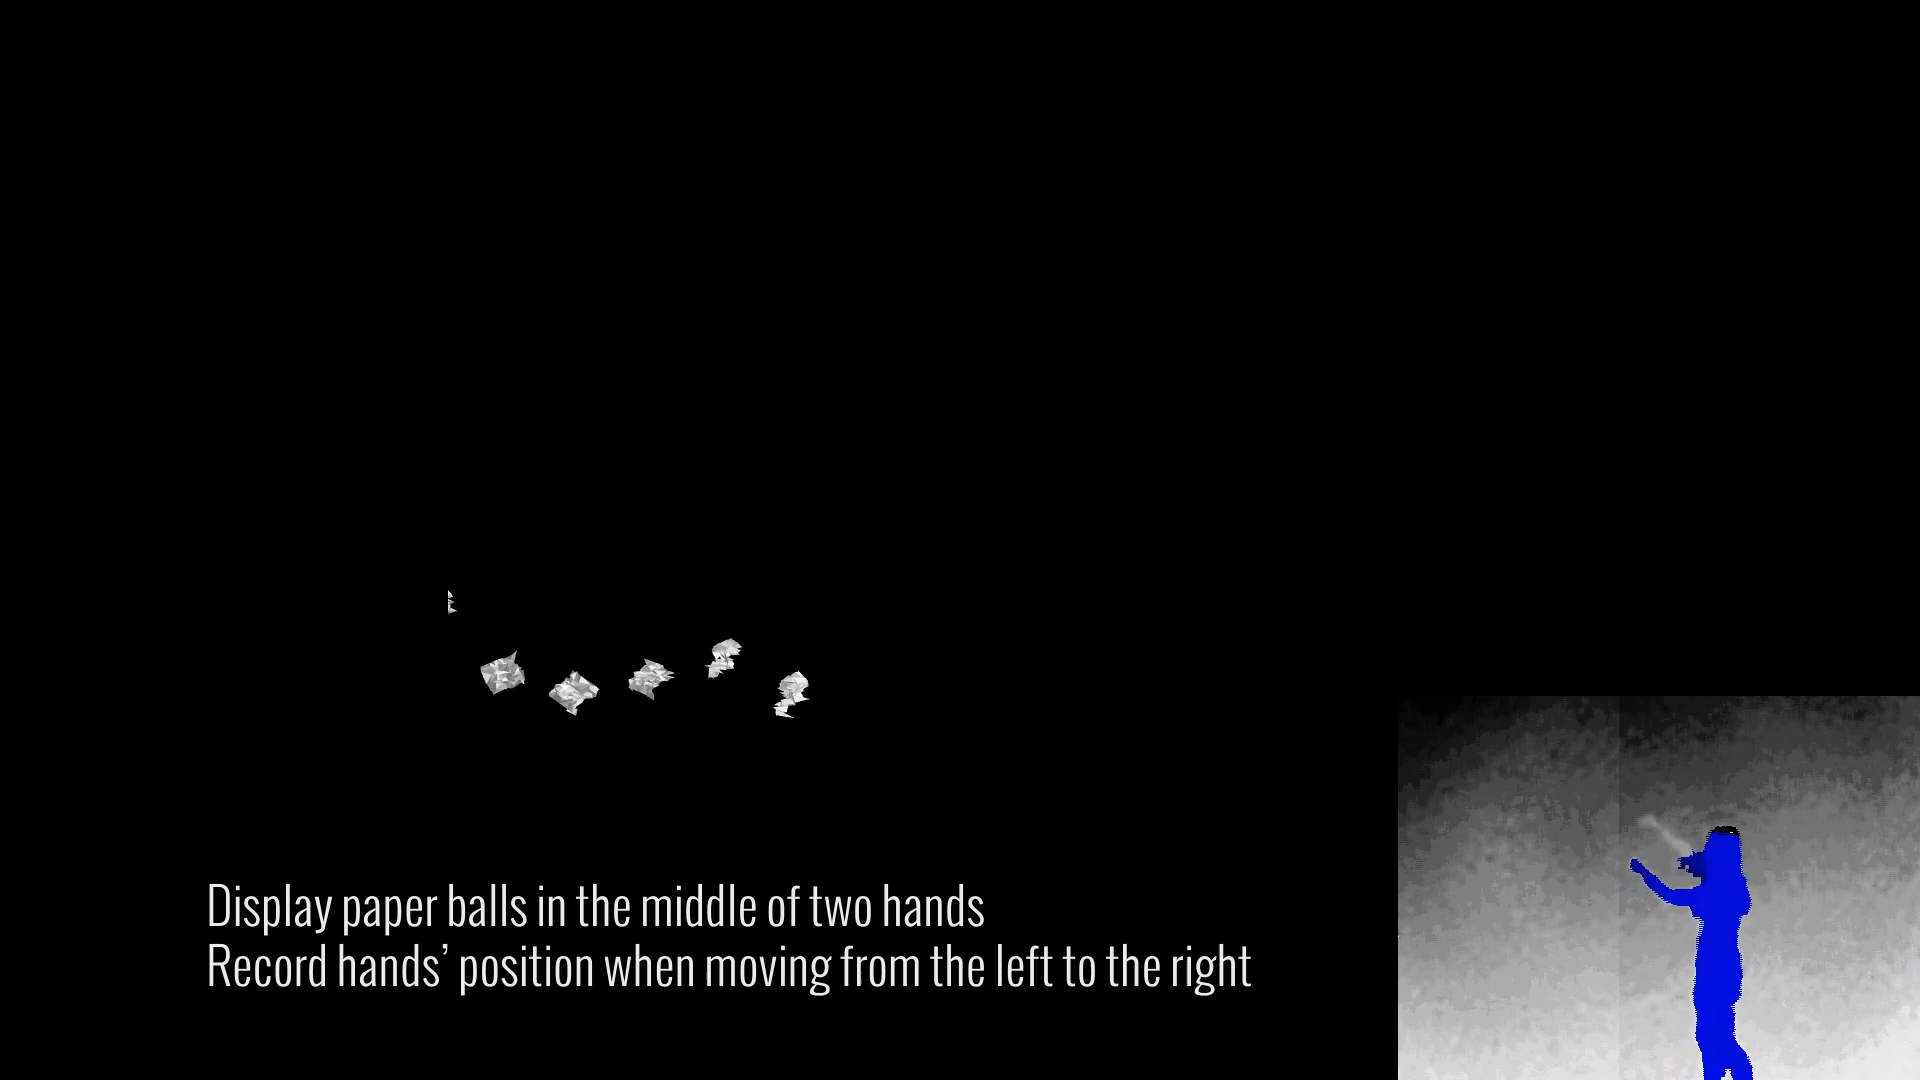 Display paper balls in the middle of two hands
Record hands’ position when moving from the left to the right